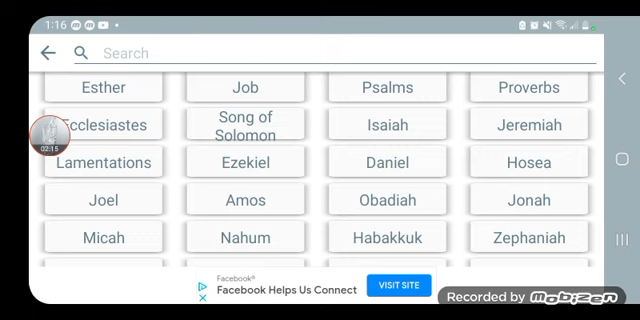 1:16
Search
Esther Job Psalms Proverbs
Ecclesiastes Song of Solomon Isaiah Jeremiah
02:15
Lamentations Ezekiel Daniel Hosea
Joel Amos Obadiah Jonah
Micah Nahum Habakkuk Zephaniah
Facebook®
Facebook Helps Us Connect
VISIT SITE
Recorded by Mobizen